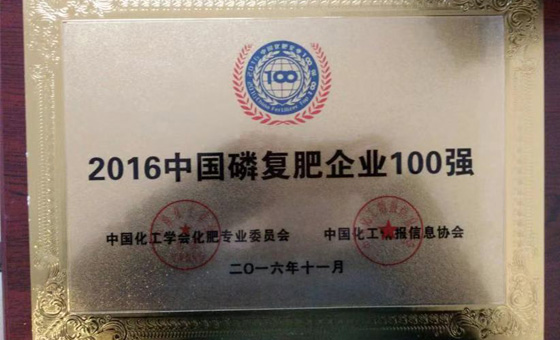 100
2016中国磷复肥企业100强
中国化工学会化肥专业委员会 中国化工情报信息协会
二〇一六年十一月